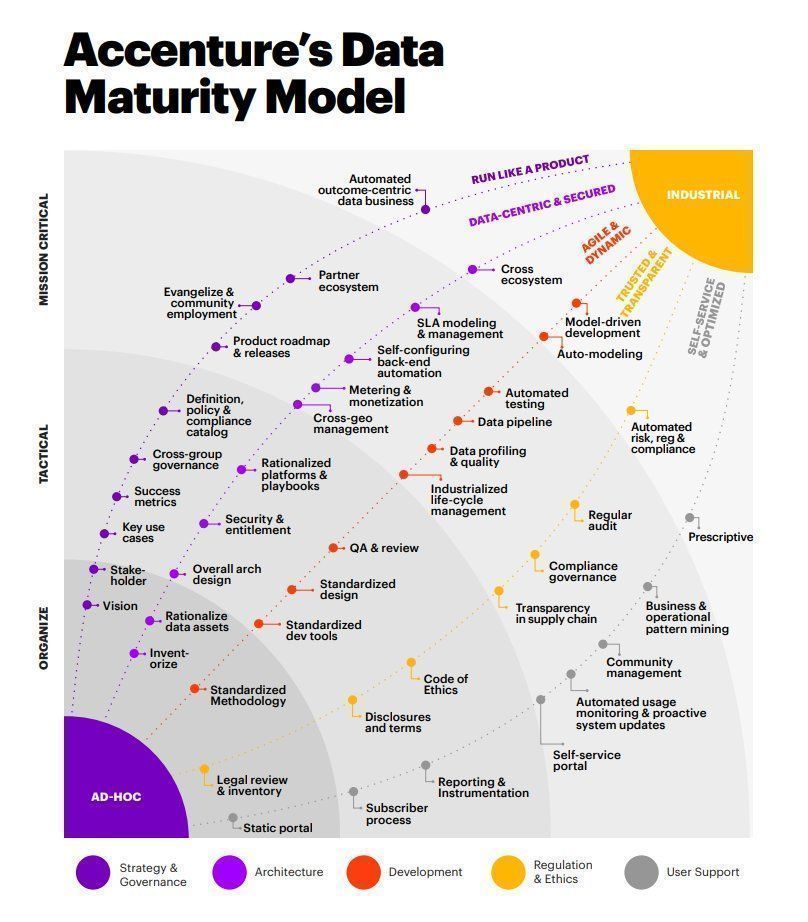 Accenture's Data
Maturity Model
MISSION CRITICAL
TACTICAL
ORGANIZE
INDUSTRIAL
RUN LIKE A PRODUCT
DATA-CENTRIC & SECURED
AGILE &
DYNAMIC
TRUSTED &
TRANSPARENT
SELF-SERVICE
& OPTIMIZED
Automated
outcome-centric
data business
Partner
ecosystem
Evangelize &
community
employment
Product roadmap
& releases
Definition,
policy &
compliance
catalog
Cross-group
governance
Success
metrics
Key use
cases
Stake-
holder
Vision
Cross
ecosystem
SLA modeling
& management
Self-configuring
back-end
automation
Metering &
monetization
Cross-geo
management
Rationalized
platforms &
playbooks
Security &
entitlement
Overall arch
design
Rationalize
data assets
Invent-
orize
Model-driven
development
Auto-modeling
Automated
testing
Data pipeline
Data profiling
& quality
Industrialized
life-cycle
management
QA & review
Standardized
design
Standardized
dev tools
Standardized
Methodology
Automated
risk, reg &
compliance
Regular
audit
Compliance
governance
Transparency
in supply chain
Code of
Ethics
Disclosures
and terms
Legal review
& inventory
Prescriptive
Business &
operational
pattern mining
Community
management
Automated usage
monitoring & proactive
system updates
Self-service
portal
Reporting &
Instrumentation
Subscriber
process
Static portal
AD-HOC
Strategy &
Governance
Architecture
Development
Regulation
& Ethics
User Support